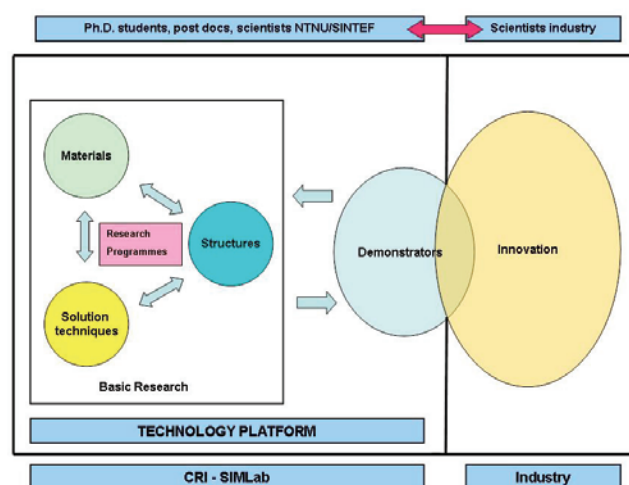 Ph.D. students, post docs, scientists NTNU/SINTEF
Scientists industry
Materials
Research
Programmes
Structures
Demonstrators
Innovation
Solution
techniques
Basic Research
TECHNOLOGY PLATFORM
CRI - SIMLab
Industry